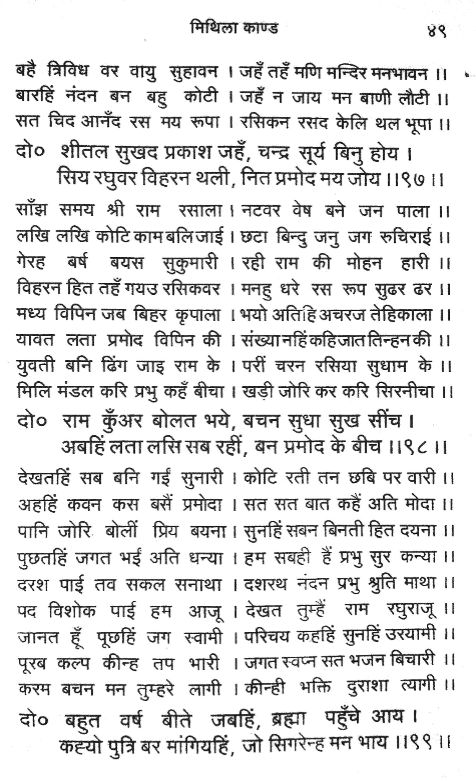 मिथिला काण्ड ४९
बहै त्रिविध वर वायु सुहावन । जहँ तहँ मणि मन्दिर मनभावन ।।
बारहिं नंदन बन बहु कोटी । जहँ न जाय मन बाणी लौटी ।।
सत चिद आनँद रस मय रूपा । रसिकन रसद केलि थल भूपा ।।
दो० शीतल सुखद प्रकाश जहँ, चन्द्र सूर्य बिनु होय ।
सिय रघुवर विहरन थली, नित प्रमोद मय जोय ।।९७।।
साँझ समय श्री राम रसाला । नटवर वेष बने जन पाला ।।
लखि लखि कोटि काम बलि जाई । छटा बिन्दु जनु जग रुचिराई ।।
गेरह बर्ष बयस सुकुमारी । रही राम की मोहन हारी ।।
विहरन हित तहँ गयउ रसिकवर । मनहु धरे रस रूप सुढर ढर ।।
मध्य विपिन जब बिहर कृपाला । भयो अतिहि अचरज तेहिकाला ।।
यावत लता प्रमोद विपिन की । संख्या नहिं कहि जात तिन्हन की ।।
युवती बनि ढिंग जाइ राम के । परीं चरन रसिया सुधाम के ।।
मिलि मंडल करि प्रभु कहँ बीचा । खड़ी जोरि कर करि सिरनीचा ।।
दो० राम कुँअर बोलत भये, बचन सुधा सुख सींच ।
अबहिं लता लसि सब रहीं, बन प्रमोद के बीच ।।९८।।
देखतहिं सब बनि गईं सुनारी । कोटि रती तन छबि पर वारी ।।
अहहिं कवन कस बसैं प्रमोदा । सत सत बात कहैं अति मोदा ।।
पानि जोरि बोलीं प्रिय बयना । सुनहिं सबन बिनती हित दयना ।।
पुछतहिं जगत भईं अति धन्या । हम सबही हैं प्रभु सुर कन्या ।।
दरश पाई तव सकल सनाथा । दशरथ नंदन प्रभु श्रुति माथा ।।
पद विशोक पाई हम आजू । देखत तुम्हैं राम रघुराजू ।।
जानत हूँ पूछहिं जग स्वामी । परिचय कहहिं सुनहिं उरयामी ।।
पूरब कल्प कीन्ह तप भारी । जगत स्वप्न सत भजन बिचारी ।।
करम बचन मन तुम्हरे लागी । कीन्ही भक्ति दुराशा त्यागी ।।
दो० बहुत वर्ष बीते जबहिं, ब्रह्मा पहुँचे आय ।
कह्यो पुत्रि बर मांगियहिं, जो सिगरेन्ह मन भाय ।।९९।।